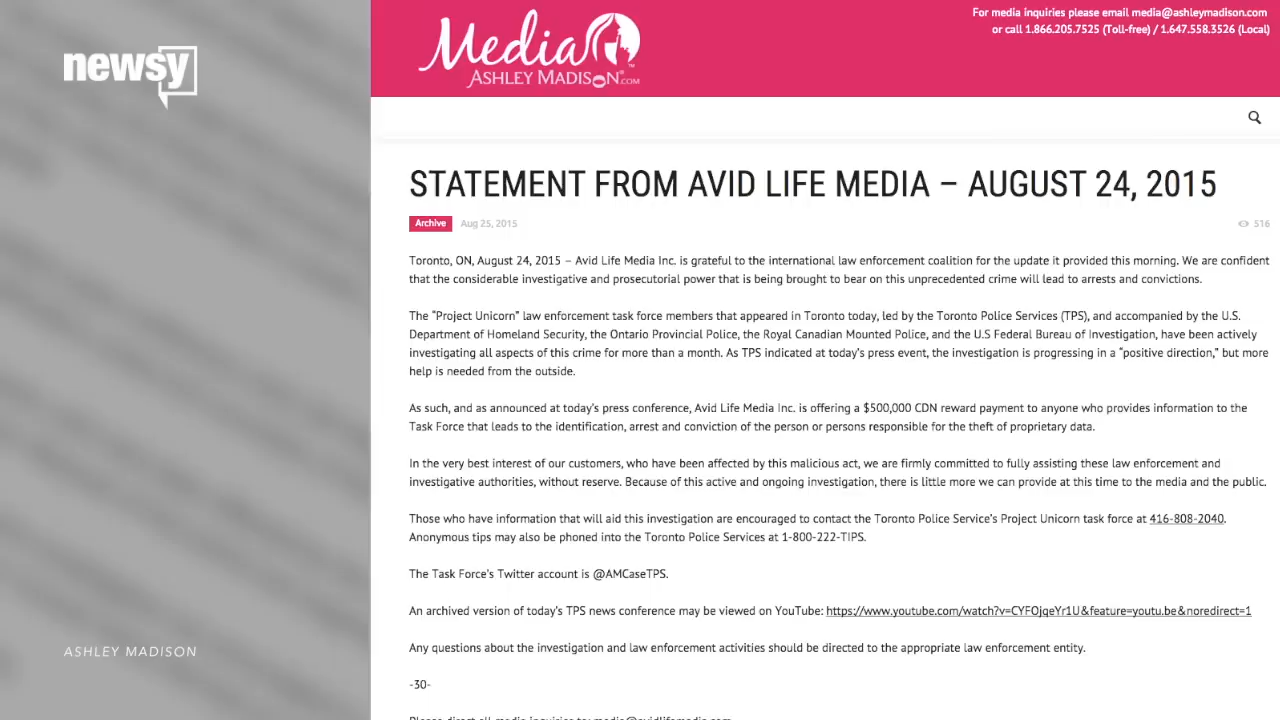 newsy
Media
ASHLEY MADISON.COM
For media inquiries please email media@ashleymadison.com
or call 1.866.205.7525 (Toll-free) / 1.647.558.3526 (Local)
STATEMENT FROM AVID LIFE MEDIA – AUGUST 24, 2015
Archive Aug 25, 2015 516
Toronto, ON, August 24, 2015 – Avid Life Media Inc. is grateful to the international law enforcement coalition for the update it provided this morning. We are confident
that the considerable investigative and prosecutorial power that is being brought to bear on this unprecedented crime will lead to arrests and convictions.
The “Project Unicorn” law enforcement task force members that appeared in Toronto today, led by the Toronto Police Services (TPS), and accompanied by the U.S.
Department of Homeland Security, the Ontario Provincial Police, the Royal Canadian Mounted Police, and the U.S Federal Bureau of Investigation, have been actively
investigating all aspects of this crime for more than a month. As TPS indicated at today’s press event, the investigation is progressing in a “positive direction,” but more
help is needed from the outside.
As such, and as announced at today’s press conference, Avid Life Media Inc. is offering a $500,000 CDN reward payment to anyone who provides information to the
Task Force that leads to the identification, arrest and conviction of the person or persons responsible for the theft of proprietary data.
In the very best interest of our customers, who have been affected by this malicious act, we are firmly committed to fully assisting these law enforcement and
investigative authorities, without reserve. Because of this active and ongoing investigation, there is little more we can provide at this time to the media and the public.
Those who have information that will aid this investigation are encouraged to contact the Toronto Police Service’s Project Unicorn task force at 416-808-2040.
Anonymous tips may also be phoned into the Toronto Police Services at 1-800-222-TIPS.
The Task Force’s Twitter account is @AMCaseTPS.
An archived version of today’s TPS news conference may be viewed on YouTube: https://www.youtube.com/watch?v=CYFOjqeYr1U&feature=youtu.be&noredirect=1
Any questions about the investigation and law enforcement activities should be directed to the appropriate law enforcement entity.
-30-
Please direct all media inquiries to: media@avidlifemedia.com
ASHLEY MADISON